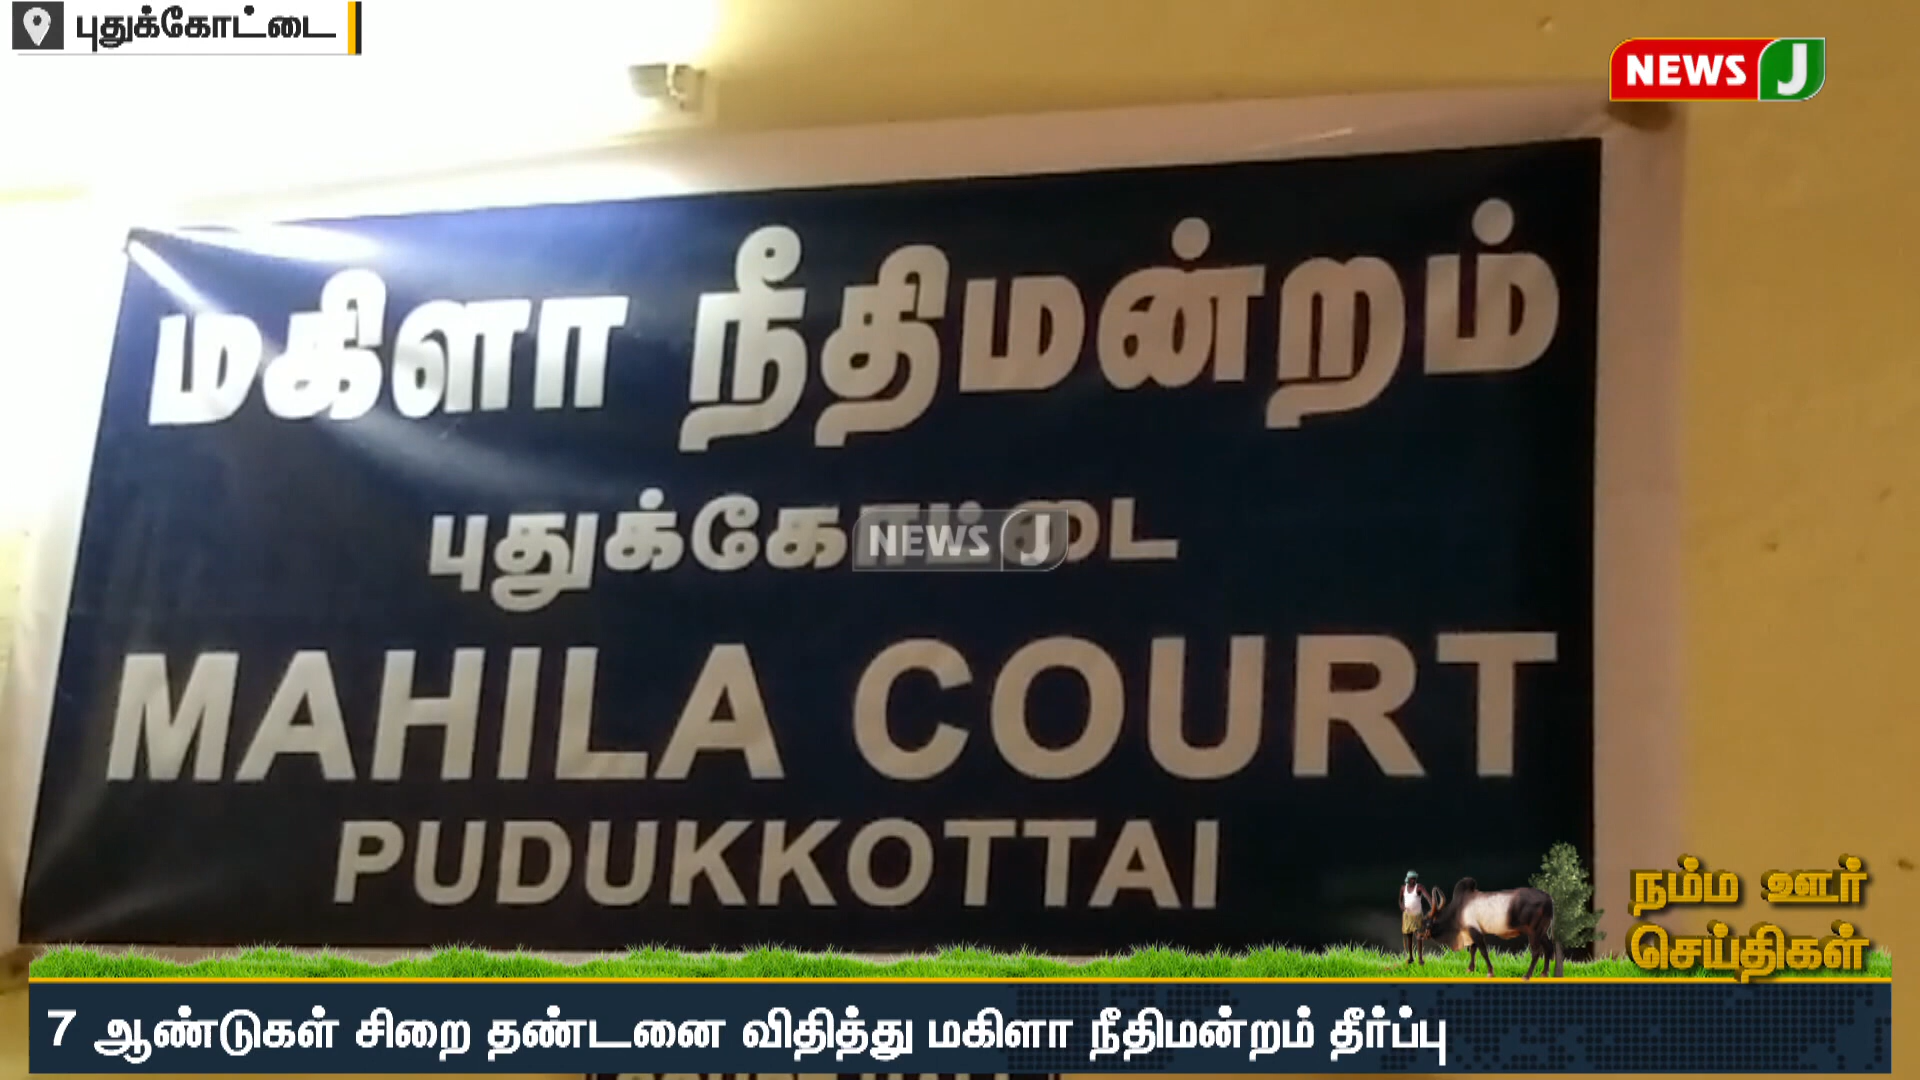 புதுக்கோட்டை
NEWS J
மகிளா நீதிமன்றம்
புதுக்கோட்டை
NEWS J
MAHILA COURT
PUDUKKOTTAI
நம்ம ஊர்
செய்திகள்
7 ஆண்டுகள் சிறை தண்டனை விதித்து மகிளா நீதிமன்றம் தீர்ப்பு